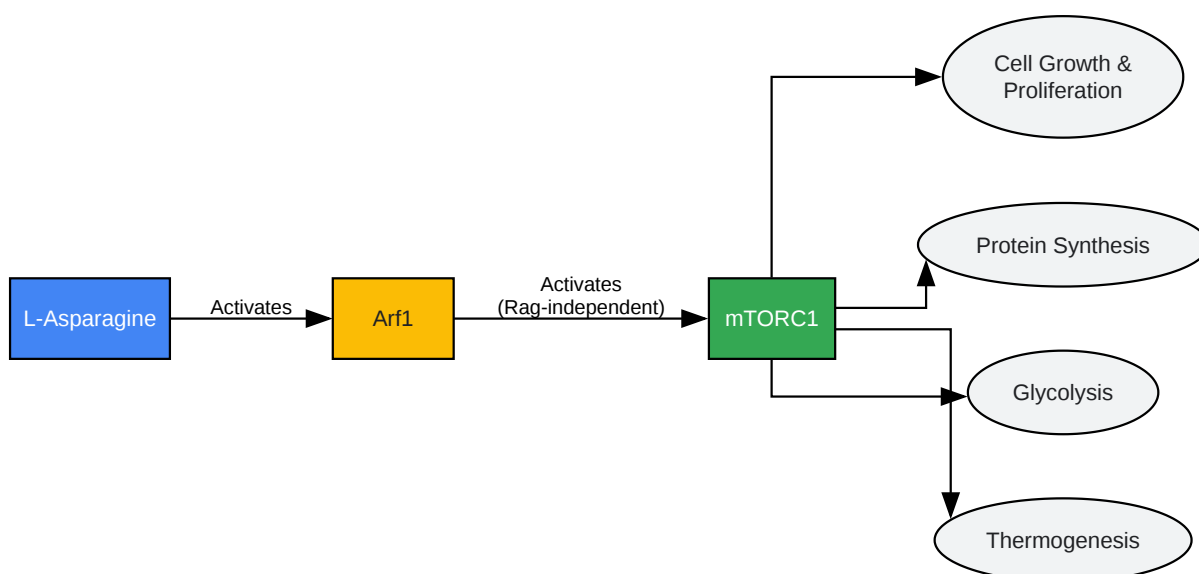 L-Asparagine
Activates
Arf1
Activates
(Rag-independent)
mTORC1
Cell Growth &
Proliferation
Protein Synthesis
Glycolysis
Thermogenesis